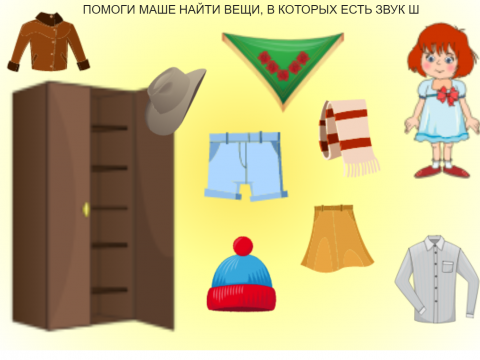 ПОМОГИ МАШЕ НАЙТИ ВЕЩИ, В КОТОРЫХ ЕСТЬ ЗВУК Ш